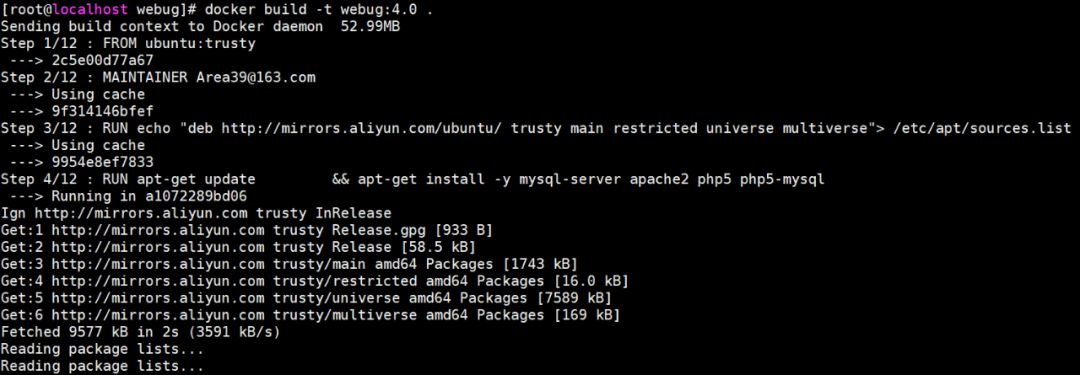 [root@localhost webug]# docker build -t webug:4.0 .
Sending build context to Docker daemon  52.99MB
Step 1/12 : FROM ubuntu:trusty
 ---> 2c5e00d77a67
Step 2/12 : MAINTAINER Area39@163.com
 ---> Using cache
 ---> 9f314146bfef
Step 3/12 : RUN echo "deb http://mirrors.aliyun.com/ubuntu/ trusty main restricted universe multiverse"> /etc/apt/sources.list
 ---> Using cache
 ---> 9954e8ef7833
Step 4/12 : RUN apt-get update         && apt-get install -y mysql-server apache2 php5 php5-mysql
 ---> Running in a1072289bd06
Ign http://mirrors.aliyun.com trusty InRelease
Get:1 http://mirrors.aliyun.com trusty Release.gpg [933 B]
Get:2 http://mirrors.aliyun.com trusty Release [58.5 kB]
Get:3 http://mirrors.aliyun.com trusty/main amd64 Packages [1743 kB]
Get:4 http://mirrors.aliyun.com trusty/restricted amd64 Packages [16.0 kB]
Get:5 http://mirrors.aliyun.com trusty/universe amd64 Packages [7589 kB]
Get:6 http://mirrors.aliyun.com trusty/multiverse amd64 Packages [169 kB]
Fetched 9577 kB in 2s (3591 kB/s)
Reading package lists...
Reading package lists...